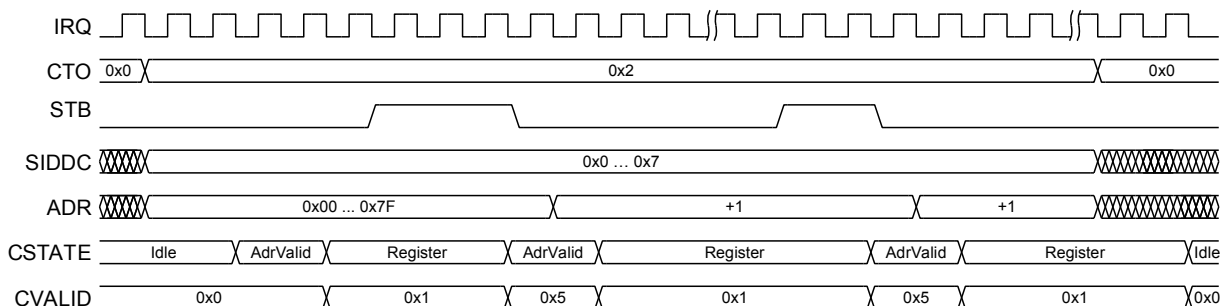 IRQ
CTO 0x0 0x2 0x0
STB
SIDDC 0x0 ... 0x7
ADR 0x00 ... 0x7F +1 +1
CSTATE Idle AdrValid Register AdrValid Register AdrValid Register Idle
CVALID 0x0 0x1 0x5 0x1 0x5 0x1 0x0